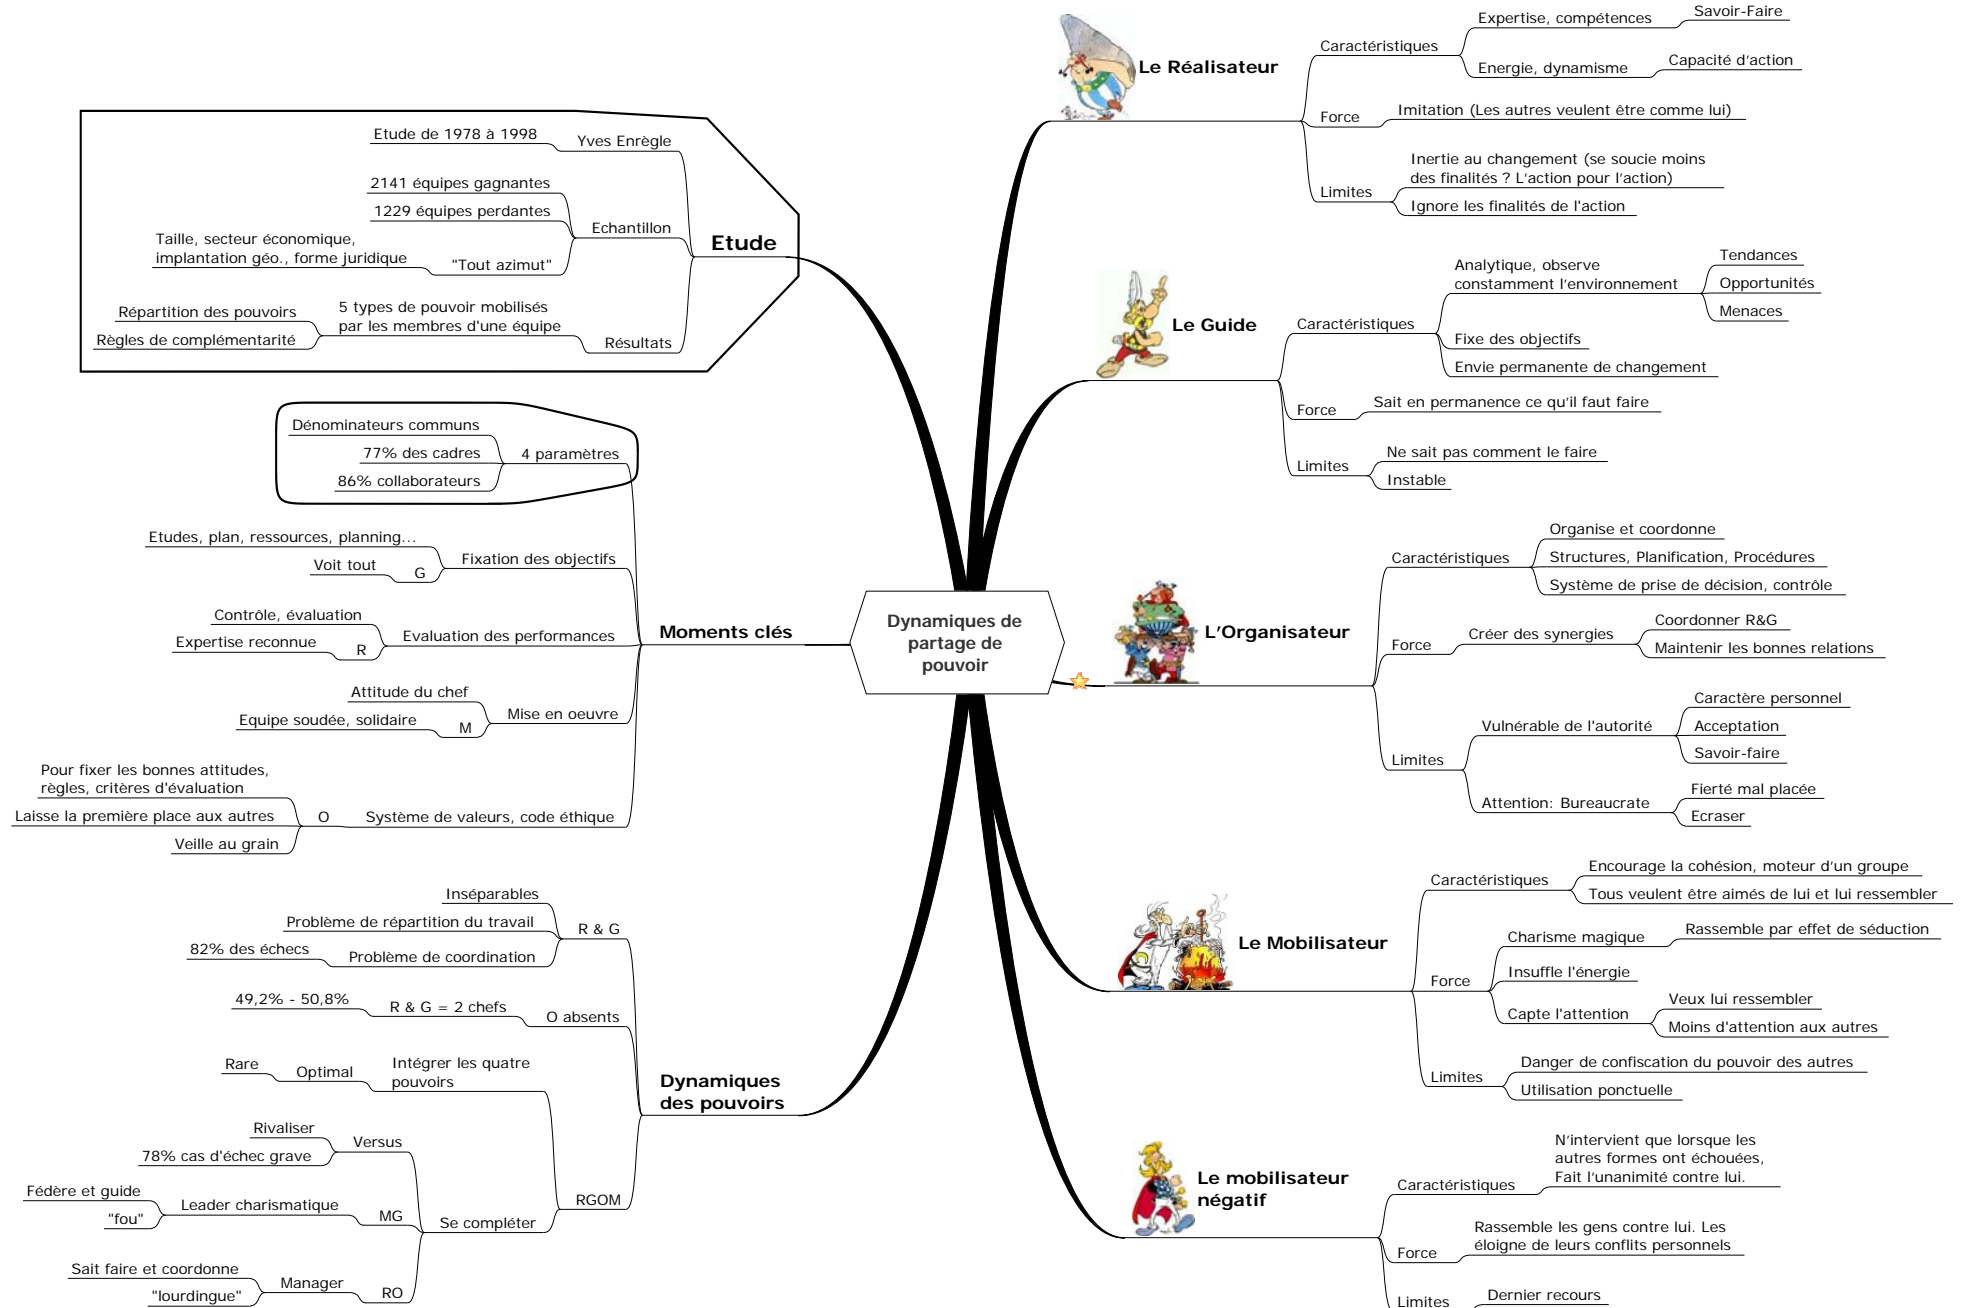 Dynamiques de
partage de
pouvoir
Le Réalisateur
Caractéristiques
Expertise, compétences
Savoir-Faire
Energie, dynamisme
Capacité d’action
Force
Imitation (Les autres veulent être comme lui)
Limites
Inertie au changement (se soucie moins
des finalités ? L’action pour l’action)
Ignore les finalités de l'action
Le Guide
Caractéristiques
Analytique, observe
constamment l’environnement
Tendances
Opportunités
Menaces
Fixe des objectifs
Envie permanente de changement
Force
Sait en permanence ce qu’il faut faire
Limites
Ne sait pas comment le faire
Instable
L’Organisateur
Caractéristiques
Organise et coordonne
Structures, Planification, Procédures
Système de prise de décision, contrôle
Force
Créer des synergies
Coordonner R&G
Maintenir les bonnes relations
Limites
Vulnérable de l'autorité
Caractère personnel
Acceptation
Savoir-faire
Attention: Bureaucrate
Fierté mal placée
Ecraser
Le Mobilisateur
Caractéristiques
Encourage la cohésion, moteur d’un groupe
Tous veulent être aimés de lui et lui ressembler
Force
Charisme magique
Rassemble par effet de séduction
Insuffle l'énergie
Capte l'attention
Veux lui ressembler
Moins d'attention aux autres
Limites
Danger de confiscation du pouvoir des autres
Utilisation ponctuelle
Le mobilisateur
négatif
Caractéristiques
N’intervient que lorsque les
autres formes ont échouées,
Fait l’unanimité contre lui.
Force
Rassemble les gens contre lui. Les
éloigne de leurs conflits personnels
Limites
Dernier recours
Etude
Yves Enrègle
Etude de 1978 à 1998
Echantillon
2141 équipes gagnantes
1229 équipes perdantes
"Tout azimut"
Taille, secteur économique,
implantation géo., forme juridique
Résultats
5 types de pouvoir mobilisés
par les membres d'une équipe
Répartition des pouvoirs
Règles de complémentarité
Moments clés
4 paramètres
Dénominateurs communs
77% des cadres
86% collaborateurs
Fixation des objectifs
Etudes, plan, ressources, planning...
G
Voit tout
Evaluation des performances
Contrôle, évaluation
R
Expertise reconnue
Mise en oeuvre
Attitude du chef
M
Equipe soudée, solidaire
Système de valeurs, code éthique
O
Pour fixer les bonnes attitudes,
règles, critères d'évaluation
Laisse la première place aux autres
Veille au grain
Dynamiques
des pouvoirs
R & G
Inséparables
Problème de répartition du travail
Problème de coordination
82% des échecs
O absents
R & G = 2 chefs
49,2% - 50,8%
RGOM
Intégrer les quatre
pouvoirs
Optimal
Rare
Se compléter
Versus
Rivaliser
78% cas d'échec grave
MG
Leader charismatique
Fédère et guide
"fou"
RO
Manager
Sait faire et coordonne
"lourdingue"